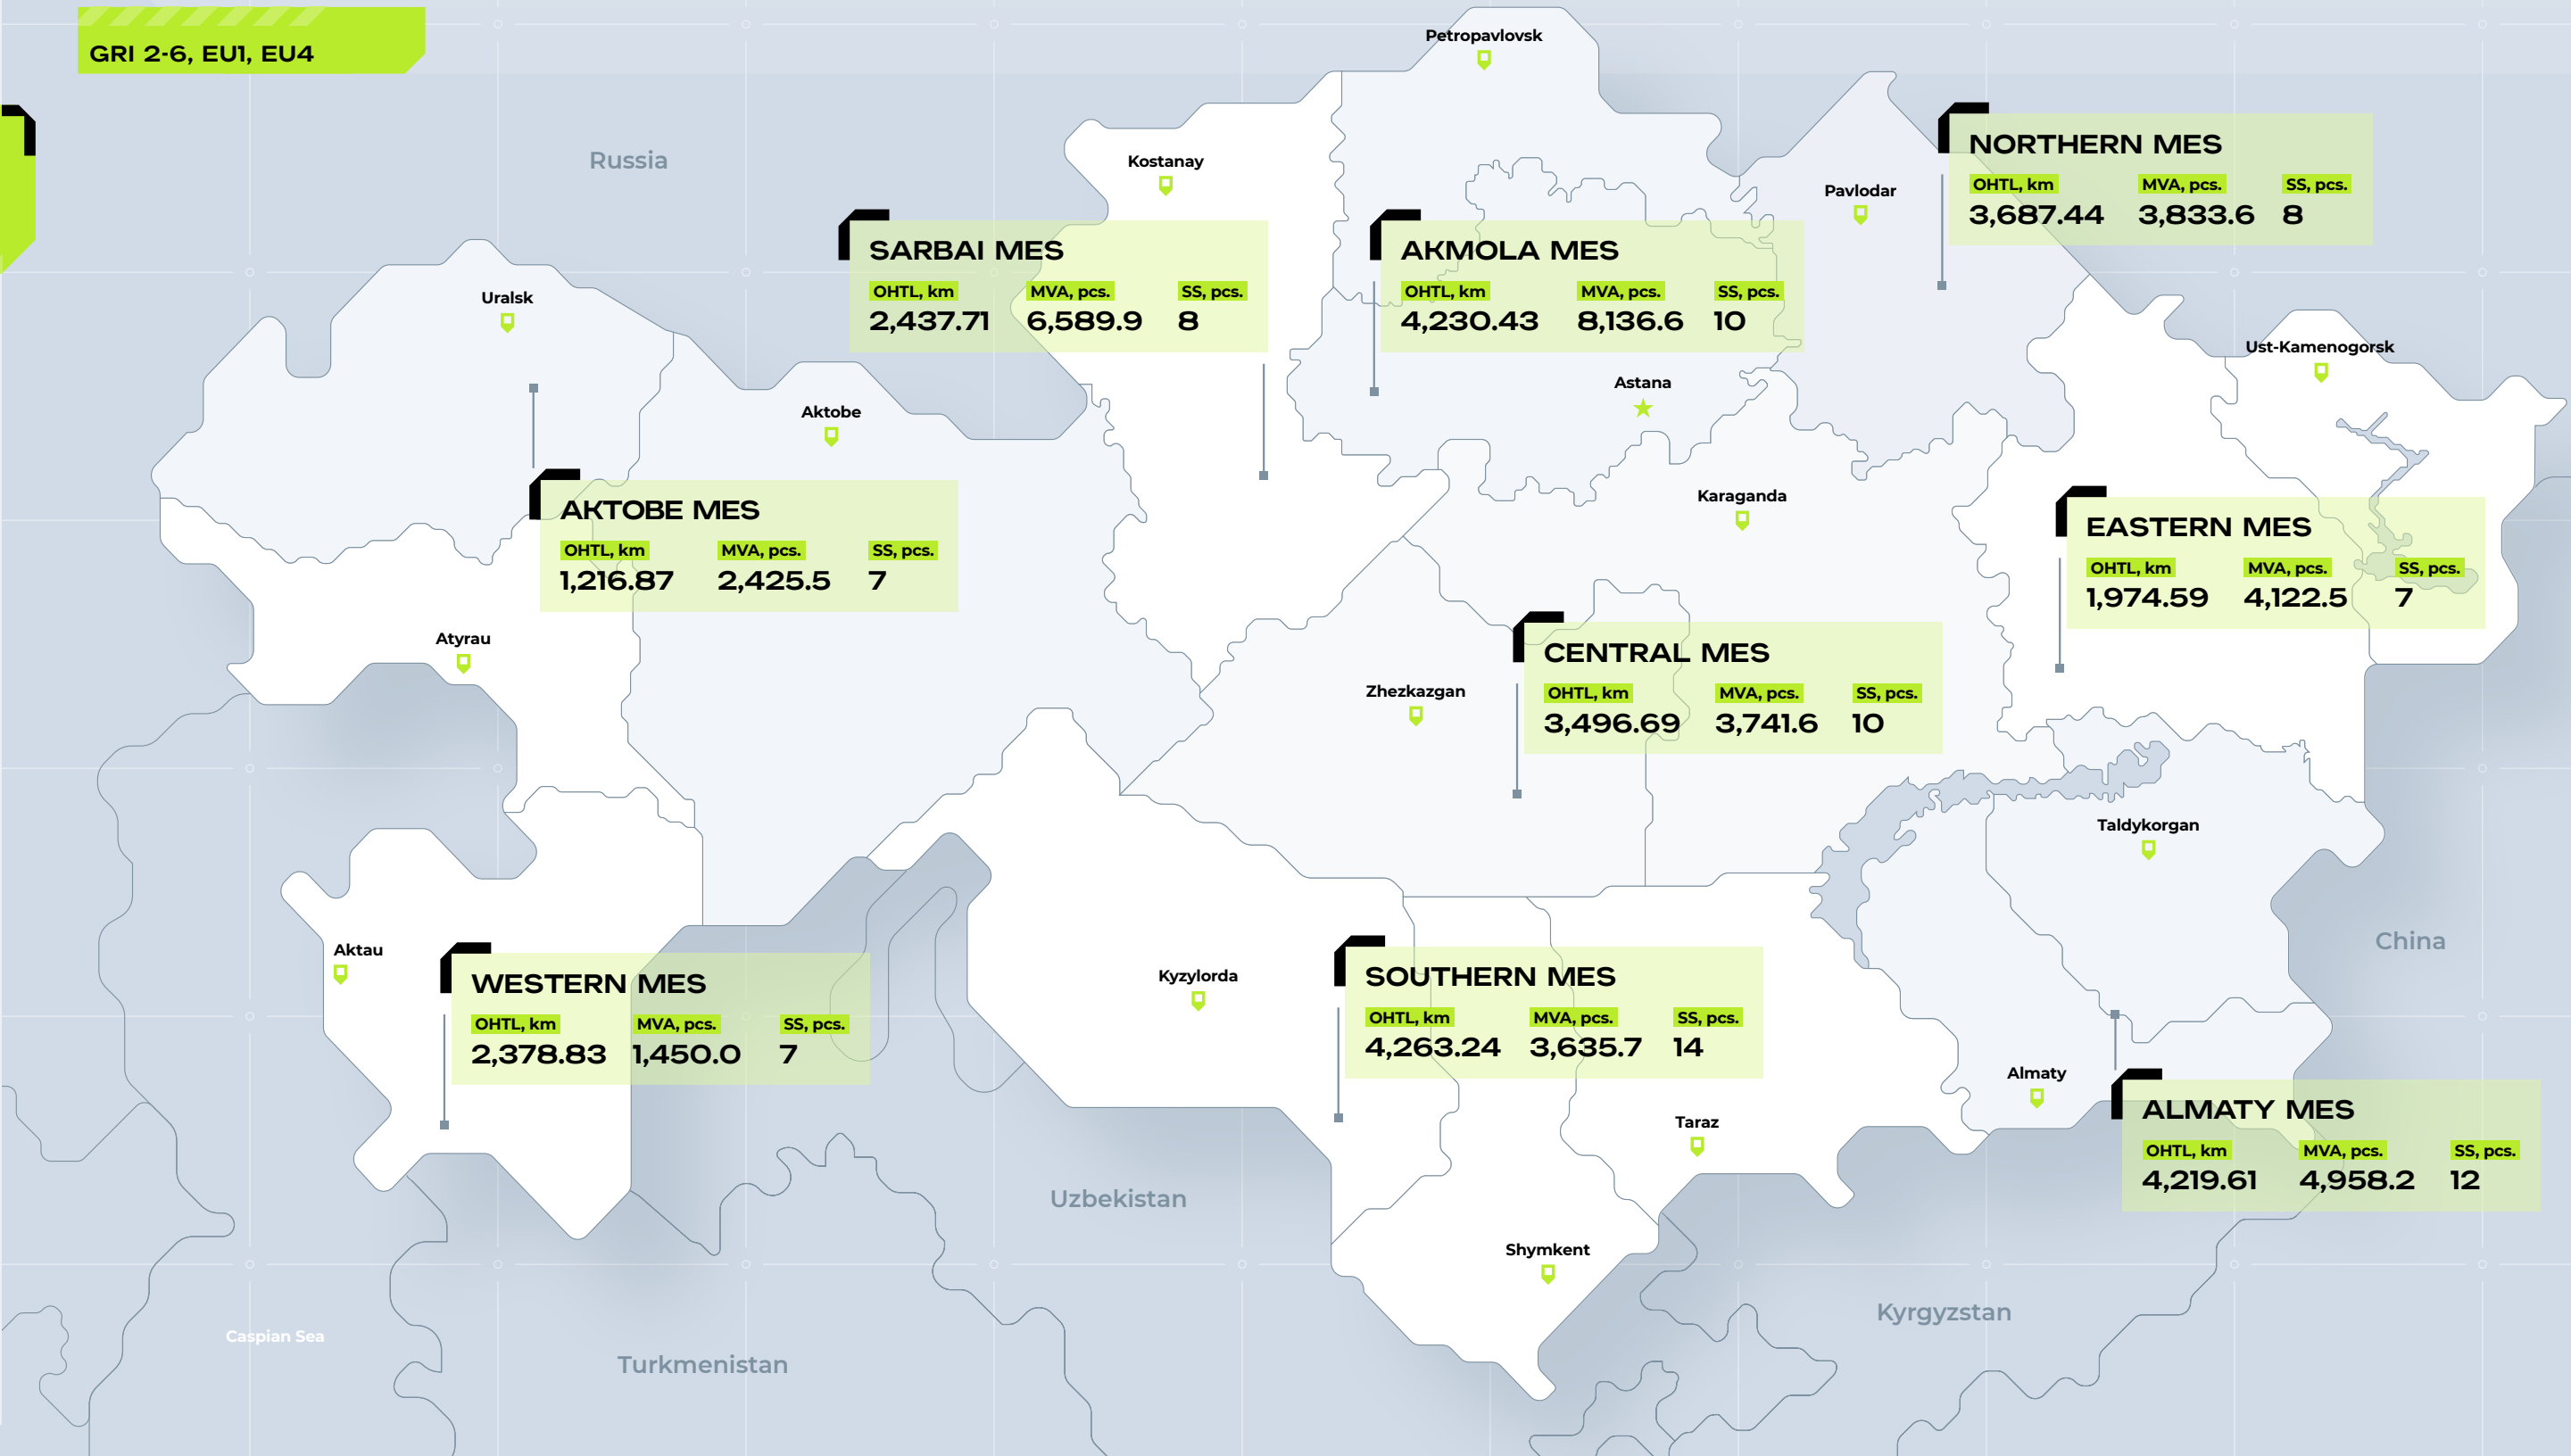 GRI 2-6, EU1, EU4
Petropavlovsk
Russia
Kostanay
Pavlodar
NORTHERN MES
OHTL, km MVA, pcs. SS, pcs.
3,687.44 3,833.6 8
SARBAI MES
OHTL, km MVA, pcs. SS, pcs.
2,437.71 6,589.9 8
AKMOLA MES
OHTL, km MVA, pcs. SS, pcs.
4,230.43 8,136.6 10
Uralsk
Ust-Kamenogorsk
Astana
Aktobe
Karaganda
AKTOBE MES
OHTL, km MVA, pcs. SS, pcs.
1,216.87 2,425.5 7
EASTERN MES
OHTL, km MVA, pcs. SS, pcs.
1,974.59 4,122.5 7
Atyrau
CENTRAL MES
OHTL, km MVA, pcs. SS, pcs.
3,496.69 3,741.6 10
Zhezkazgan
Taldykorgan
China
Aktau
WESTERN MES
OHTL, km MVA, pcs. SS, pcs.
2,378.83 1,450.0 7
Kyzylorda
SOUTHERN MES
OHTL, km MVA, pcs. SS, pcs.
4,263.24 3,635.7 14
Almaty
ALMATY MES
OHTL, km MVA, pcs. SS, pcs.
4,219.61 4,958.2 12
Taraz
Uzbekistan
Shymkent
Kyrgyzstan
Caspian Sea
Turkmenistan